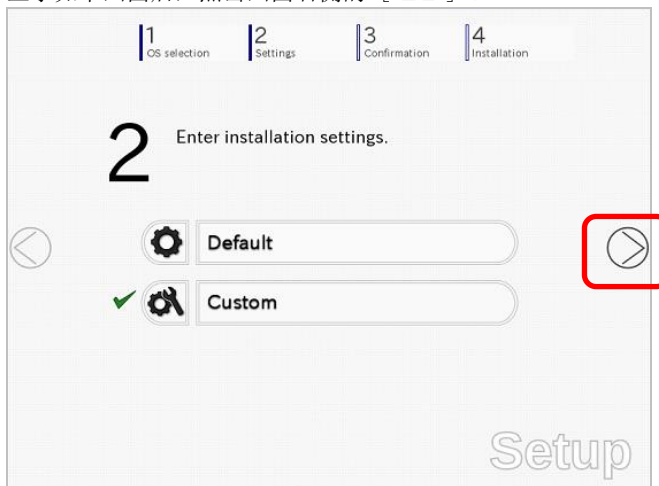 1
OS selection
2
Settings
3
Confirmation
4
Installation
2
Enter installation settings.
Default
Custom
Setup